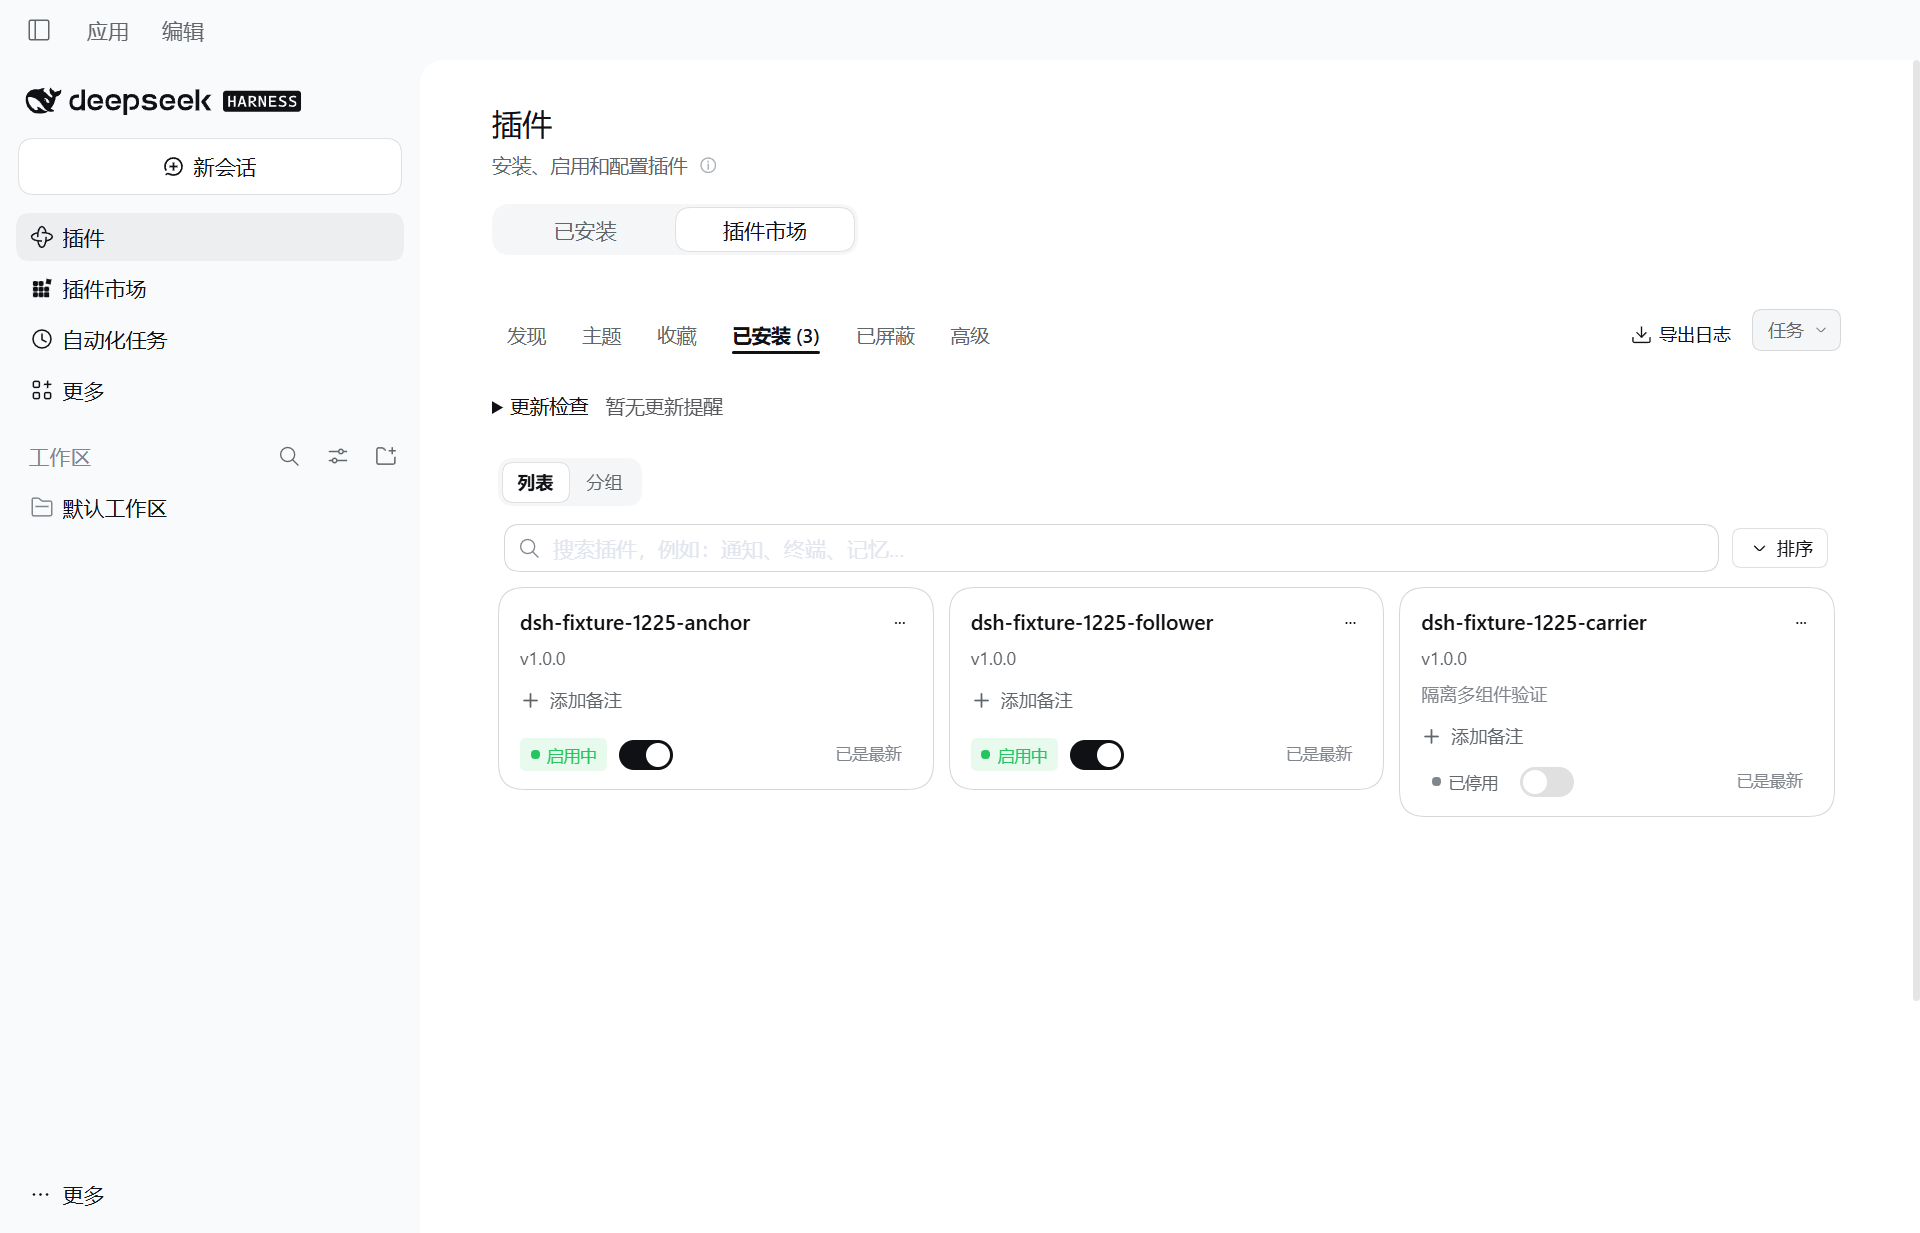 应用 编辑
deepseek HARNESS
新会话
插件
插件市场
自动化任务
更多
工作区
默认工作区
更多
插件
安装、启用和配置插件
已安装 插件市场
发现 主题 收藏 已安装 (3) 已屏蔽 高级 导出日志 任务
更新检查 暂无更新提醒
列表 分组
搜索插件，例如：通知、终端、记忆... 排序
dsh-fixture-1225-anchor ...
v1.0.0
添加备注
启用中 已是最新
dsh-fixture-1225-follower ...
v1.0.0
添加备注
启用中 已是最新
dsh-fixture-1225-carrier ...
v1.0.0
隔离多组件验证
添加备注
已停用 已是最新